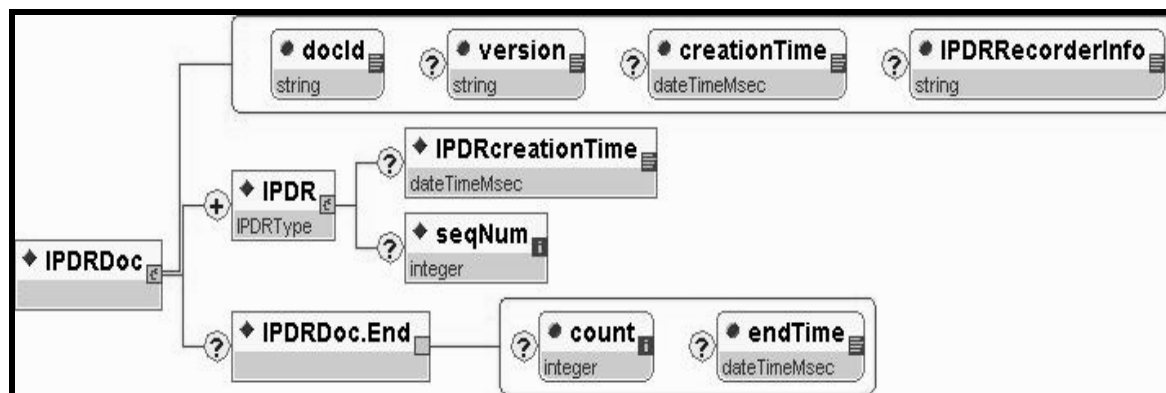 docId
string
? version
string
? creationTime
dateTimeMsec
? IPDRRecorderInfo
string
? IPDRcreationTime
dateTimeMsec
+ IPDR
IPDRType
? seqNum
integer
IPDRDoc
? IPDRDoc.End
? count
integer
? endTime
dateTimeMsec